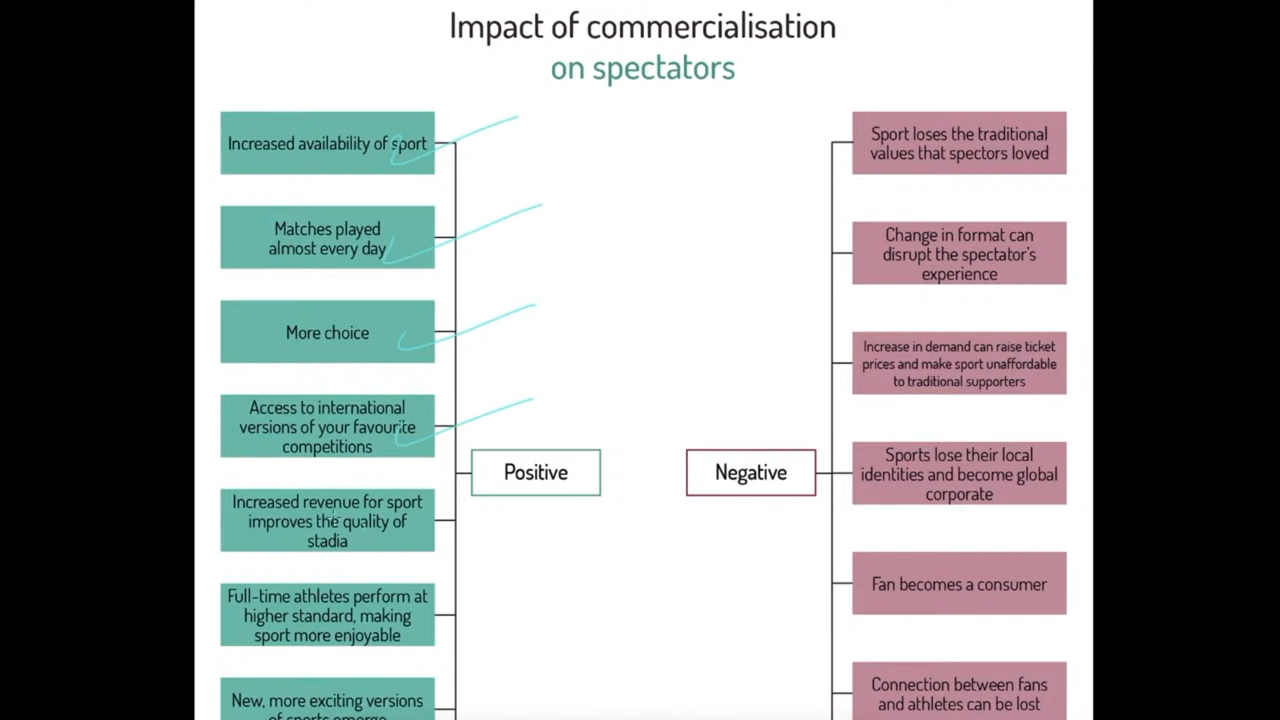 Impact of commercialisation
on spectators
Increased availability of sport
Matches played
almost every day
More choice
Access to international
versions of your favourite
competitions
Increased revenue for sport
improves the quality of
stadia
Full-time athletes perform at
higher standard, making
sport more enjoyable
New, more exciting versions
of sports emerge
Positive
Negative
Sport loses the traditional
values that spectors loved
Change in format can
disrupt the spectator's
experience
Increase in demand can raise ticket
prices and make sport unaffordable
to traditional supporters
Sports lose their local
identities and become global
corporate
Fan becomes a consumer
Connection between fans
and athletes can be lost